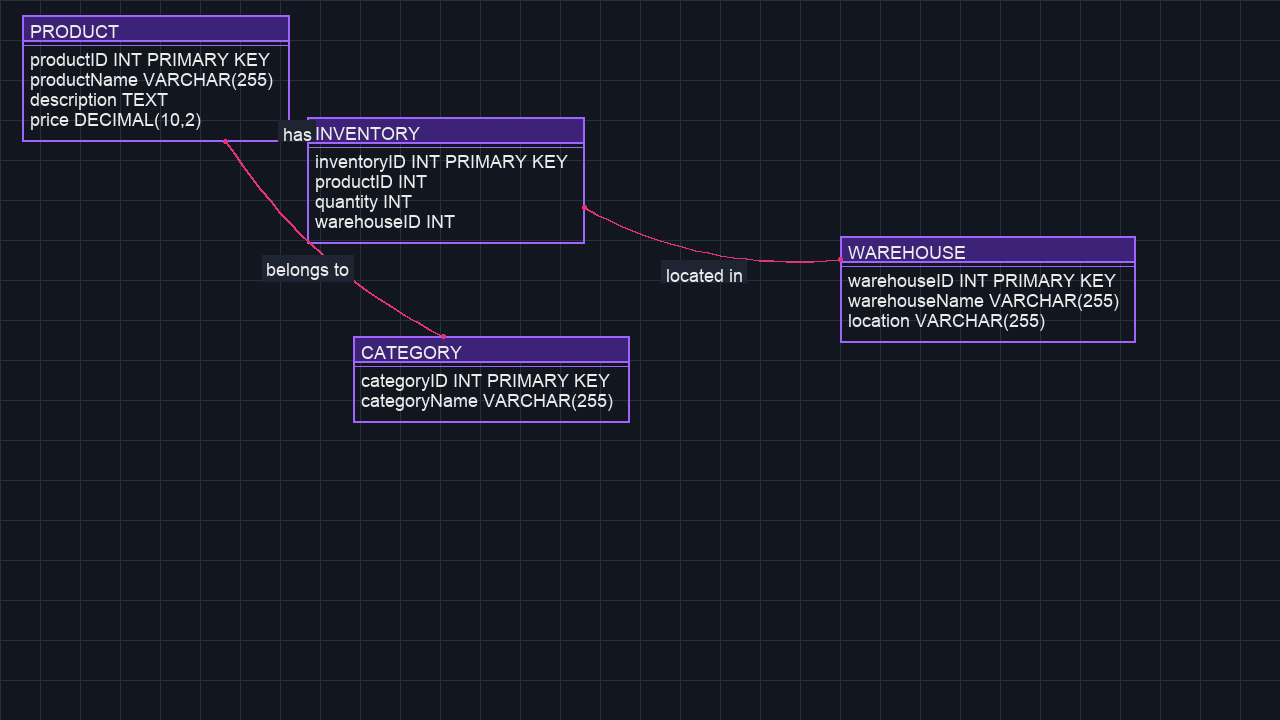 PRODUCT
productID INT PRIMARY KEY
productName VARCHAR(255)
description TEXT
price DECIMAL(10,2)
has
INVENTORY
inventoryID INT PRIMARY KEY
productID INT
quantity INT
warehouseID INT
belongs to
located in
WAREHOUSE
warehouseID INT PRIMARY KEY
warehouseName VARCHAR(255)
location VARCHAR(255)
CATEGORY
categoryID INT PRIMARY KEY
categoryName VARCHAR(255)